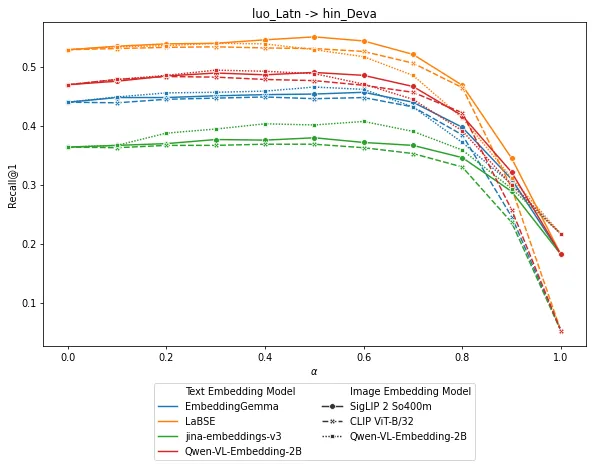 luo_Latn -> hin_Deva
Recall@1
0.5
0.4
0.3
0.2
0.1
0.0 0.2 0.4 0.6 0.8 1.0
α
Text Embedding Model Image Embedding Model
EmbeddingGemma SigLIP 2 So400m
LaBSE CLIP ViT-B/32
jina-embeddings-v3 Qwen-VL-Embedding-2B
Qwen-VL-Embedding-2B